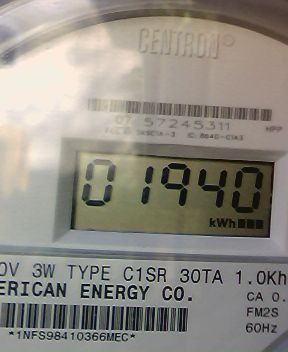 CENTRON®
07 57245311 HPP
01940
kWh
0V 3W TYPE C1SR 30TA 1.0Kh
ERICAN ENERGY CO. CA 0.
FM2S
*1NFS98410366MEC* 60Hz